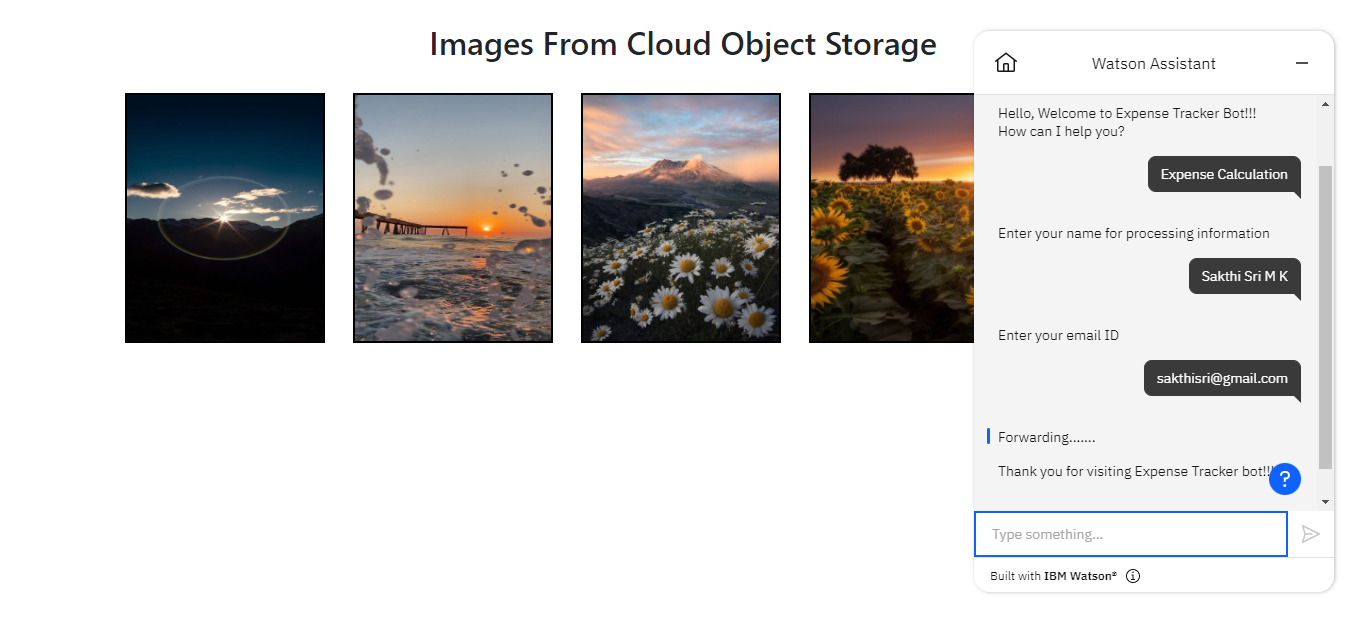 Images From Cloud Object Storage
Watson Assistant
Hello, Welcome to Expense Tracker Bot!!!
How can I help you?
Expense Calculation
Enter your name for processing information
Sakthi Sri M K
Enter your email ID
sakthisri@gmail.com
Forwarding.......
Thank you for visiting Expense Tracker bot!!!
?
Type something...
Built with IBM Watson®